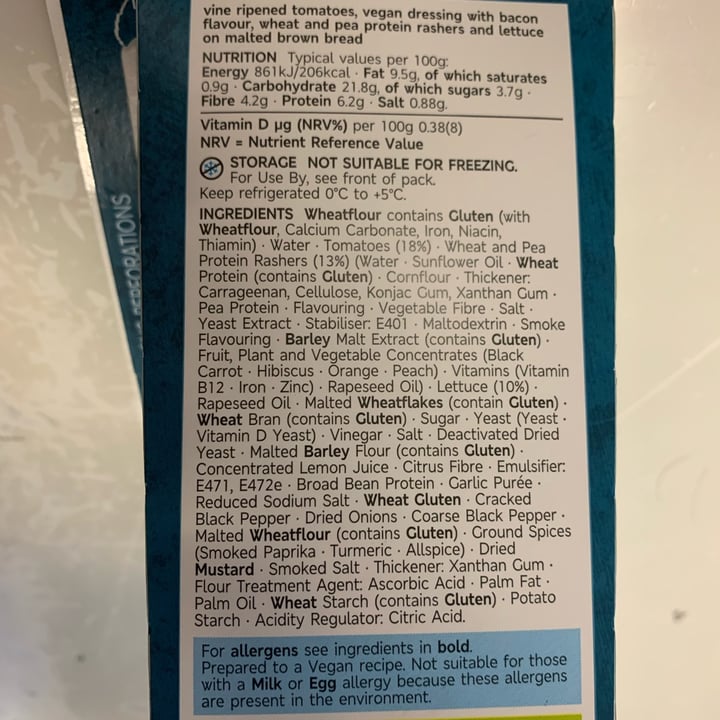 vine ripened tomatoes, vegan dressing with bacon
flavour, wheat and pea protein rashers and lettuce
on malted brown bread
NUTRITION Typical values per 100g:
Energy 861kJ/206kcal · Fat 9.5g, of which saturates
0.9g · Carbohydrate 21.8g, of which sugars 3.7g ·
Fibre 4.2g · Protein 6.2g · Salt 0.88g.
Vitamin D µg (NRV%) per 100g 0.38(8)
NRV = Nutrient Reference Value
STORAGE NOT SUITABLE FOR FREEZING.
For Use By, see front of pack.
Keep refrigerated 0°C to +5°C.
INGREDIENTS Wheatflour contains Gluten (with
Wheatflour, Calcium Carbonate, Iron, Niacin,
Thiamin) · Water · Tomatoes (18%) · Wheat and Pea
Protein Rashers (13%) (Water · Sunflower Oil · Wheat
Protein (contains Gluten) · Cornflour · Thickener:
Carrageenan, Cellulose, Konjac Gum, Xanthan Gum ·
Pea Protein · Flavouring · Vegetable Fibre · Salt ·
Yeast Extract · Stabiliser: E401 · Maltodextrin · Smoke
Flavouring · Barley Malt Extract (contains Gluten) ·
Fruit, Plant and Vegetable Concentrates (Black
Carrot · Hibiscus · Orange · Peach) · Vitamins (Vitamin
B12 · Iron · Zinc) · Rapeseed Oil) · Lettuce (10%) ·
Rapeseed Oil · Malted Wheatflakes (contain Gluten) ·
Wheat Bran (contains Gluten) · Sugar · Yeast (Yeast ·
Vitamin D Yeast) · Vinegar · Salt · Deactivated Dried
Yeast · Malted Barley Flour (contains Gluten) ·
Concentrated Lemon Juice · Citrus Fibre · Emulsifier:
E471, E472e · Broad Bean Protein · Garlic Purée ·
Reduced Sodium Salt · Wheat Gluten · Cracked
Black Pepper · Dried Onions · Coarse Black Pepper ·
Malted Wheatflour (contains Gluten) · Ground Spices
(Smoked Paprika · Turmeric · Allspice) · Dried
Mustard · Smoked Salt · Thickener: Xanthan Gum ·
Flour Treatment Agent: Ascorbic Acid · Palm Fat ·
Palm Oil · Wheat Starch (contains Gluten) · Potato
Starch · Acidity Regulator: Citric Acid.
For allergens see ingredients in bold.
Prepared to a Vegan recipe. Not suitable for those
with a Milk or Egg allergy because these allergens
are present in the environment.
PERFORATIONS